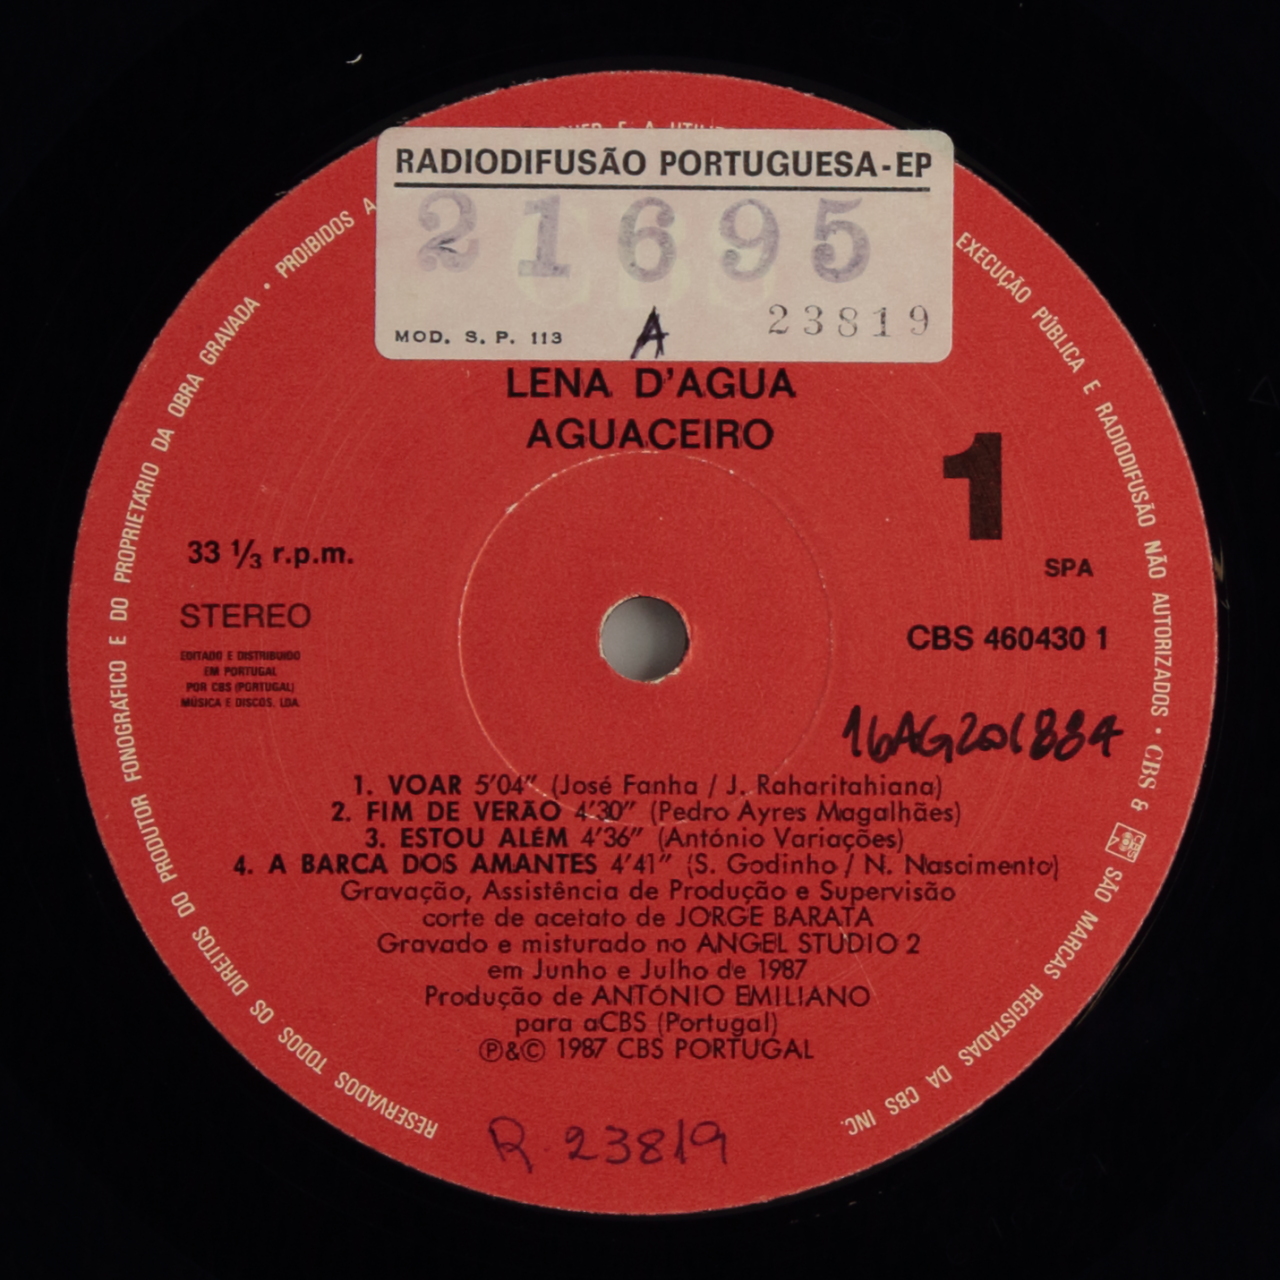 RADIODIFUSÃO PORTUGUESA-EP
21695
MOD. S. P. 113
A
23819
LENA D'AGUA
AGUACEIRO
1
33 1/3 r.p.m.
SPA
STEREO
CBS 460430 1
EDITADO E DISTRIBUIDO
EM PORTUGAL
POR CBS (PORTUGAL)
MÚSICA E DISCOS, LDA.
1. VOAR 5'04" (José Fanha / J. Raharitahiana)
2. FIM DE VERÃO 4'30" (Pedro Ayres Magalhães)
3. ESTOU ALÉM 4'36" (António Variações)
4. A BARCA DOS AMANTES 4'41" (S. Godinho / N. Nascimento)
Gravação, Assistência de Produção e Supervisão
corte de acetato de JORGE BARATA
Gravado e misturado no ANGEL STUDIO 2
em Junho e Julho de 1987
Produção de ANTÓNIO EMILIANO
para aCBS (Portugal)
℗&© 1987 CBS PORTUGAL
R. 23819
RESERVADOS TODOS OS DIREITOS DO PRODUTOR FONOGRÁFICO E DO PROPRIETÁRIO DA OBRA GRAVADA • PROIBIDOS A
EXECUÇÃO PÚBLICA E RADIODIFUSÃO NÃO AUTORIZADOS • CBS & SÃO MARCAS REGISTADAS DA CBS INC.